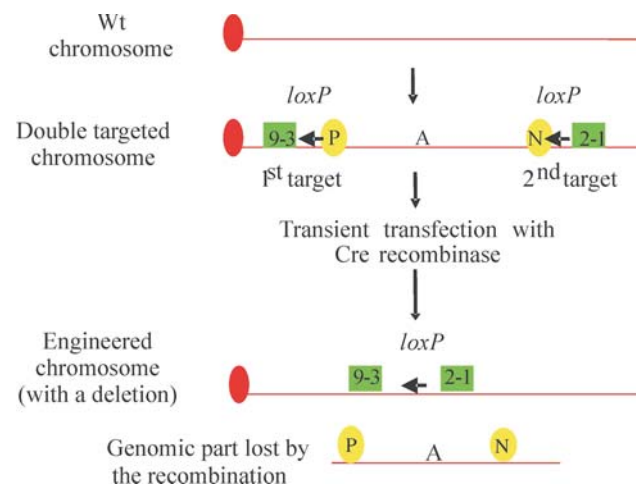 Wt
chromosome
loxP loxP
Double targeted
chromosome
9-3 P A N 2-1
1st target 2nd target
Transient transfection with
Cre recombinase
Engineered
chromosome
(with a deletion)
loxP
9-3 2-1
Genomic part lost by
the recombination
P A N